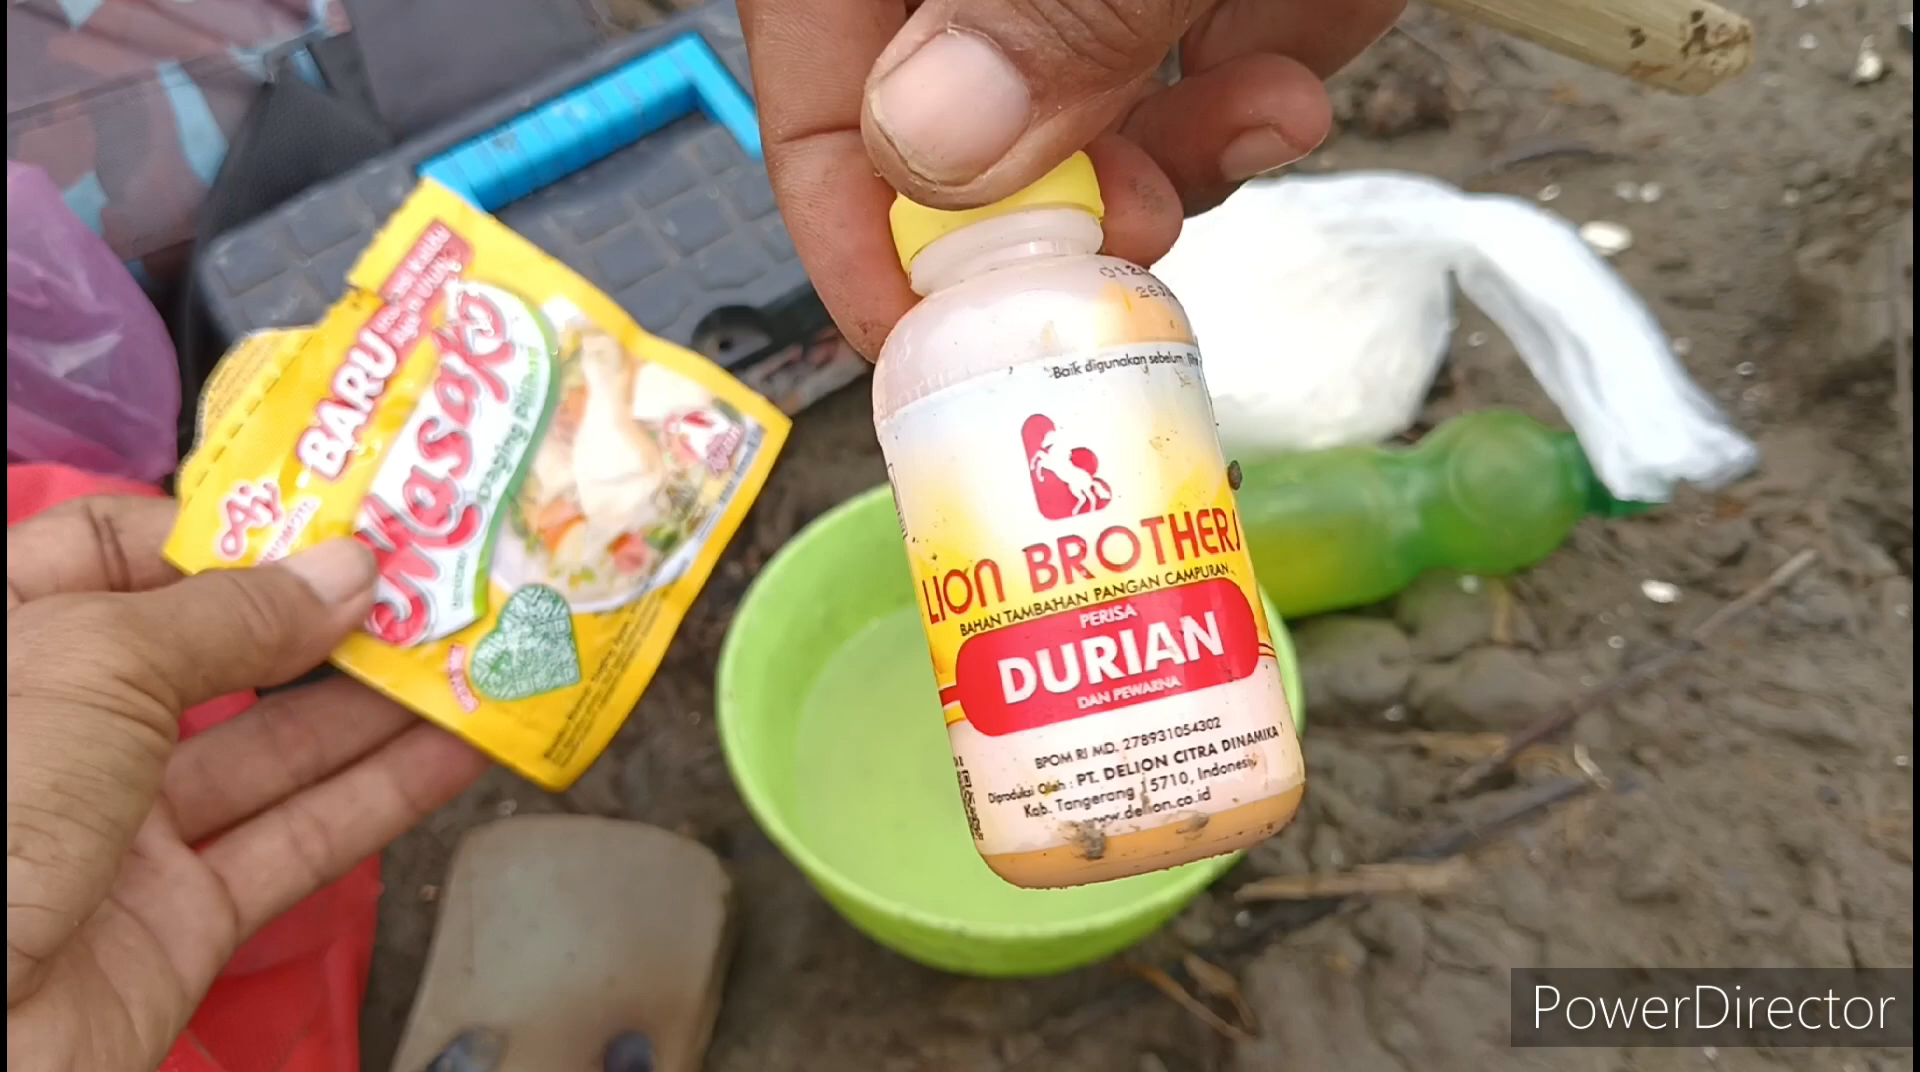 BARU
Masako
Daging Pilihan
Baik digunakan sebelum
LION BROTHERS
BAHAN TAMBAHAN PANGAN CAMPURAN
PERISA
DURIAN
DAN PEWARNA
BPOM RI MD. 278931054302
Diproduksi Oleh : PT. DELION CITRA DINAMIKA
Kab. Tangerang 15710, Indonesia
www.delion.co.id
PowerDirector